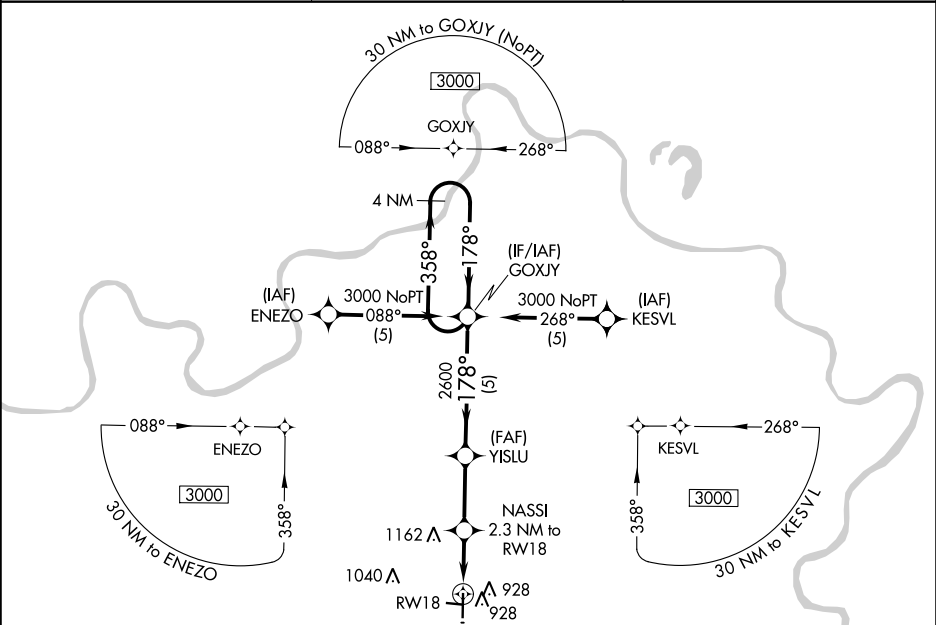 30 NM to GOXJY (NoPT)
3000
GOXJY
088°
268°
4 NM
358°
178°
(IF/IAF)
GOXJY
(IAF)
ENEZO
3000 NoPT
088°
(5)
3000 NoPT
268°
(5)
(IAF)
KESVL
2600
178°
(5)
088°
ENEZO
3000
358°
30 NM to ENEZO
(FAF)
YISLU
268°
KESVL
3000
358°
30 NM to KESVL
NASSI
2.3 NM to
RW18
1162
1040
928
RW18
928